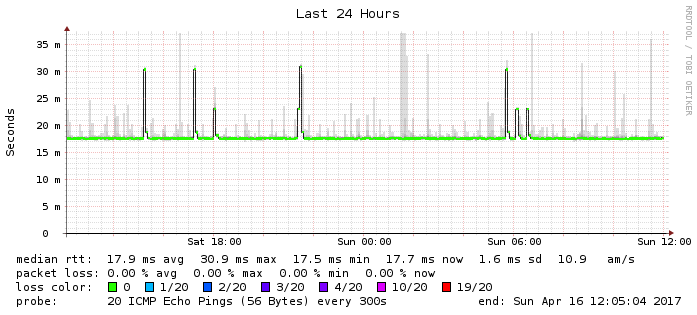 Last 24 Hours
RRDTOOL / TOBI OETIKER
Seconds
35 m
30 m
25 m
20 m
15 m
10 m
5 m
0
Sat 18:00 Sun 00:00 Sun 06:00 Sun 12:00
median rtt: 17.9 ms avg 30.9 ms max 17.5 ms min 17.7 ms now 1.6 ms sd 10.9 am/s
packet loss: 0.00 % avg 0.00 % max 0.00 % min 0.00 % now
loss color: 0 1/20 2/20 3/20 4/20 10/20 19/20
probe: 20 ICMP Echo Pings (56 Bytes) every 300s end: Sun Apr 16 12:05:04 2017